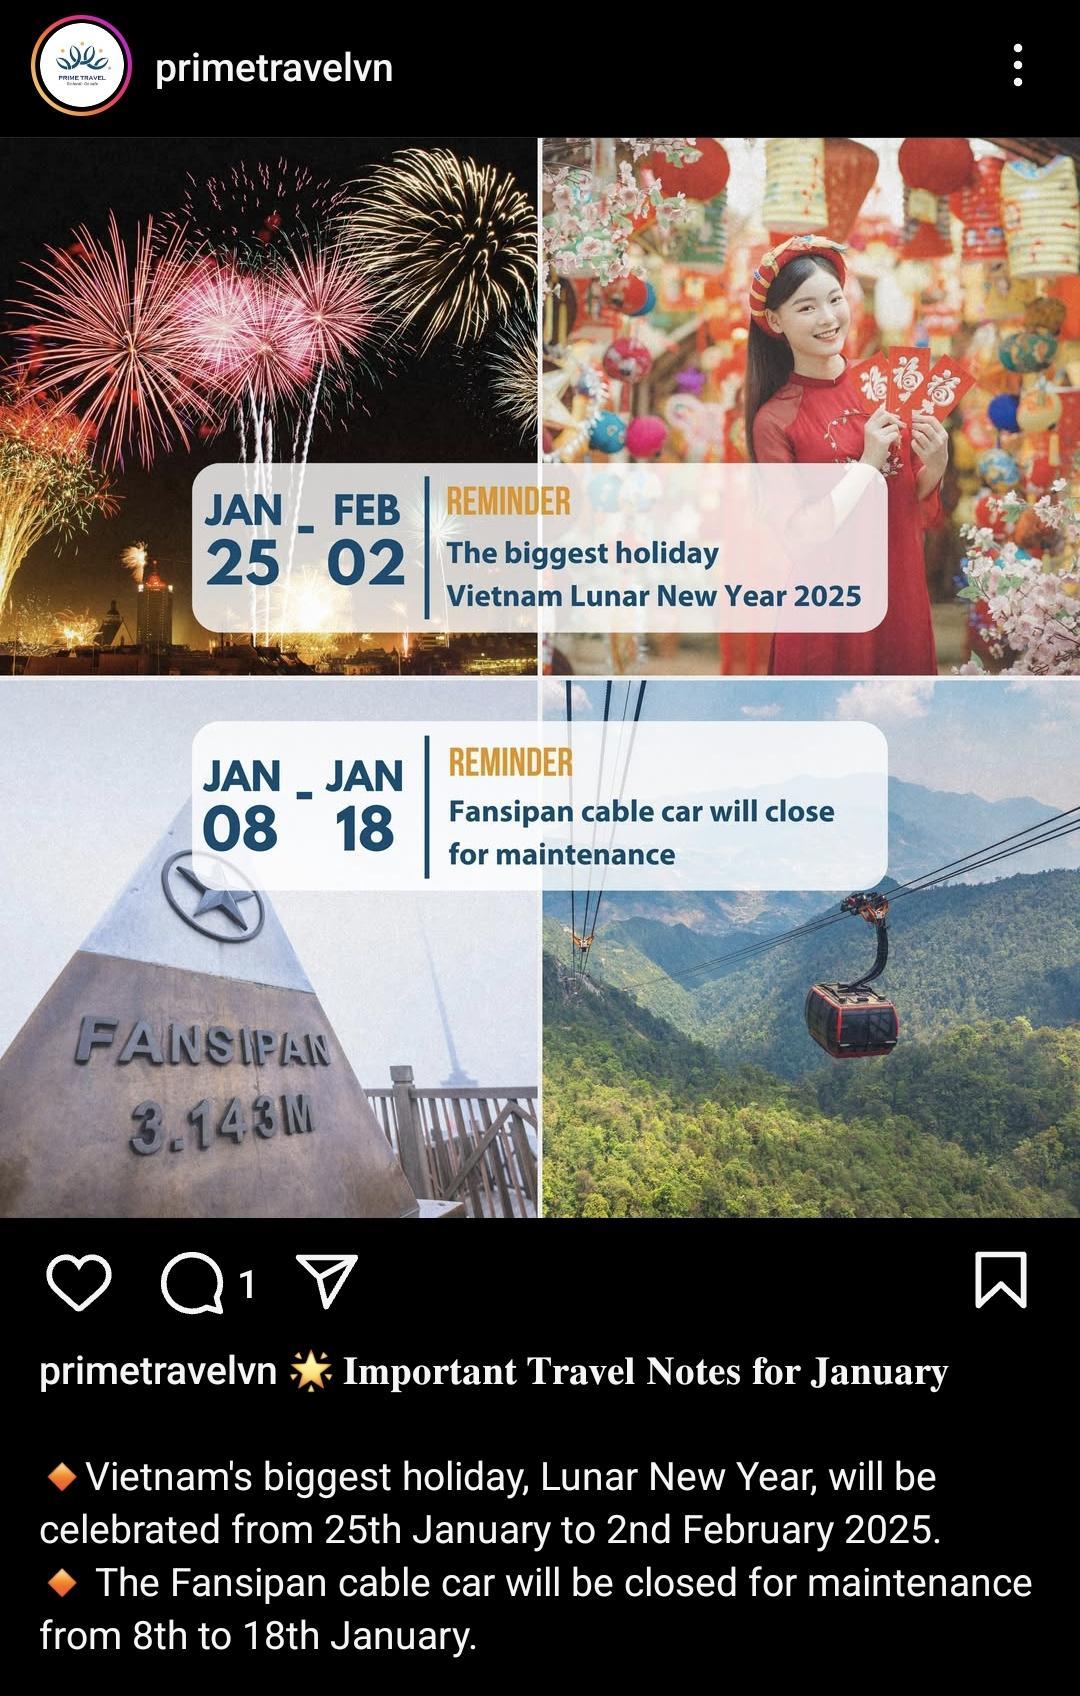 PRIME TRAVEL
primetravelvn
福 福 福
JAN - FEB
25 02
REMINDER
The biggest holiday
Vietnam Lunar New Year 2025
JAN - JAN
08 18
REMINDER
Fansipan cable car will close
for maintenance
FANSIPAN
3.143M
1
primetravelvn 🌟 Important Travel Notes for January
🔸Vietnam's biggest holiday, Lunar New Year, will be
celebrated from 25th January to 2nd February 2025.
🔸 The Fansipan cable car will be closed for maintenance
from 8th to 18th January.